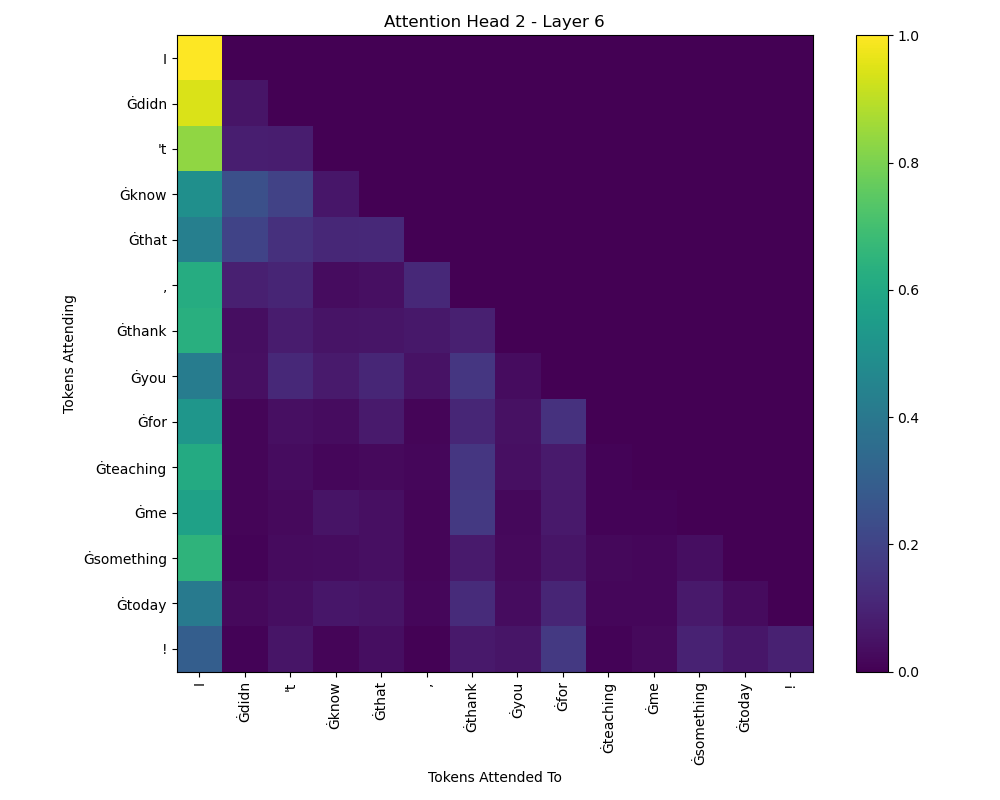 Attention Head 2 - Layer 6
I
Ġdidn
't
Ġknow
Ġthat
,
Ġthank
Ġyou
Ġfor
Ġteaching
Ġme
Ġsomething
Ġtoday
!
Tokens Attending
I
Ġdidn
't
Ġknow
Ġthat
,
Ġthank
Ġyou
Ġfor
Ġteaching
Ġme
Ġsomething
Ġtoday
!
Tokens Attended To
1.0
0.8
0.6
0.4
0.2
0.0